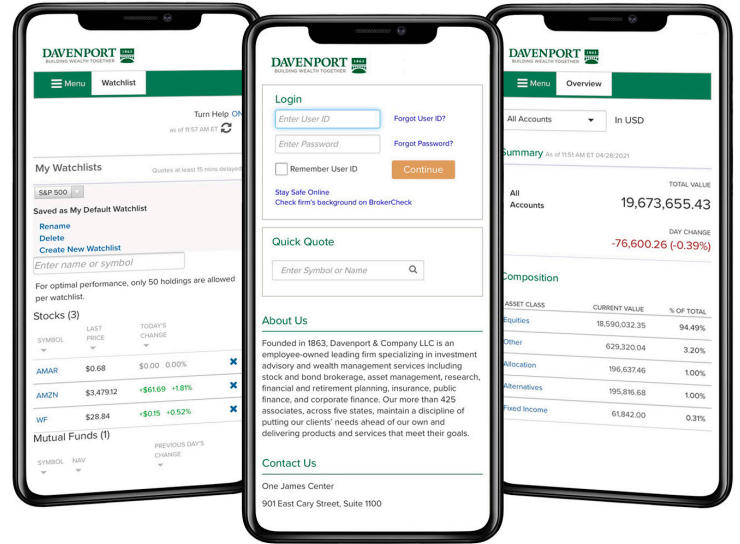 DAVENPORT 1863
BUILDING WEALTH TOGETHER
Menu Watchlist
Turn Help ON
as of 11:57 AM ET
My Watchlists Quotes at least 15 mins delayed
S&P 500
Saved as My Default Watchlist
Rename
Delete
Create New Watchlist
Enter name or symbol
For optimal performance, only 50 holdings are allowed
per watchlist.
Stocks (3)
SYMBOL LAST PRICE TODAY'S CHANGE
AMAR $0.68 $0.00 0.00%
AMZN $3,479.12 +$61.69 +1.81%
WF $28.84 +$0.15 +0.52%
Mutual Funds (1)
SYMBOL NAV PREVIOUS DAY'S CHANGE
DAVENPORT 1863
BUILDING WEALTH TOGETHER
Login
Enter User ID Forgot User ID?
Enter Password Forgot Password?
Remember User ID Continue
Stay Safe Online
Check firm's background on BrokerCheck
Quick Quote
Enter Symbol or Name
About Us
Founded in 1863, Davenport & Company LLC is an
employee-owned leading firm specializing in investment
advisory and wealth management services including
stock and bond brokerage, asset management, research,
financial and retirement planning, insurance, public
finance, and corporate finance. Our more than 425
associates, across five states, maintain a discipline of
putting our clients' needs ahead of our own and
delivering products and services that meet their goals.
Contact Us
One James Center
901 East Cary Street, Suite 1100
DAVENPORT 1863
BUILDING WEALTH TOGETHER
Menu Overview
All Accounts In USD
Summary As of 11:51 AM ET 04/28/2021
TOTAL VALUE
All Accounts 19,673,655.43
DAY CHANGE
-76,600.26 (-0.39%)
Composition
ASSET CLASS CURRENT VALUE % OF TOTAL
Equities 18,590,032.35 94.49%
Other 629,320.04 3.20%
Allocation 196,637.46 1.00%
Alternatives 195,816.68 1.00%
Fixed Income 61,842.00 0.31%